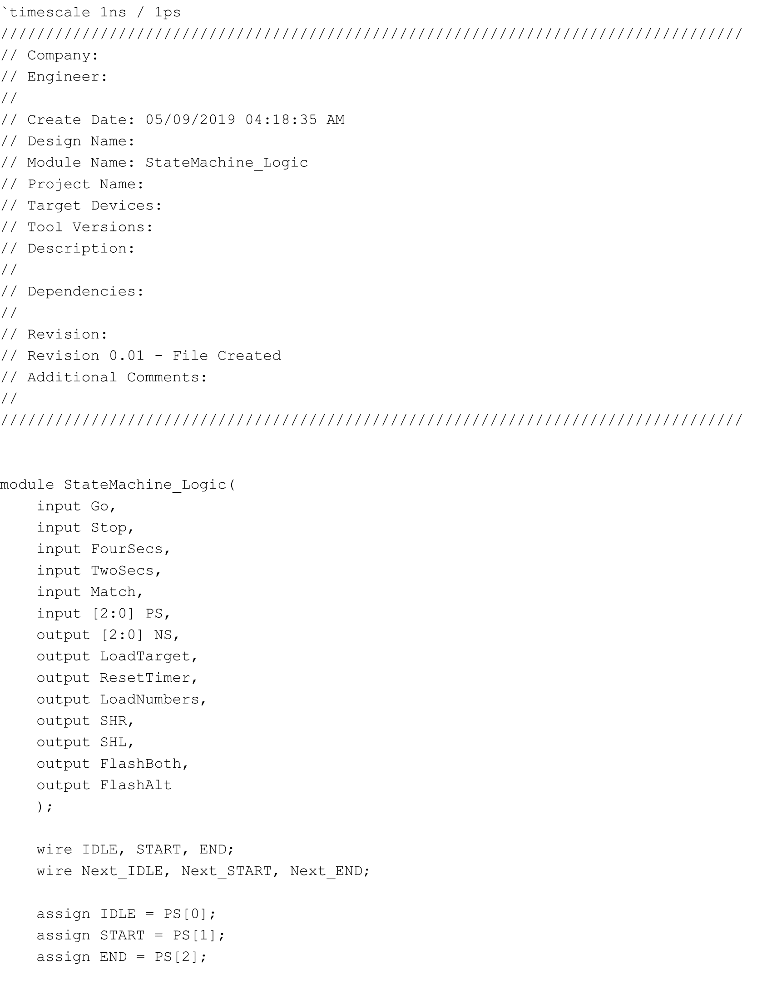 `timescale 1ns / 1ps
//////////////////////////////////////////////////////////////////////////////////
// Company:
// Engineer:
//
// Create Date: 05/09/2019 04:18:35 AM
// Design Name:
// Module Name: StateMachine_Logic
// Project Name:
// Target Devices:
// Tool Versions:
// Description:
//
// Dependencies:
//
// Revision:
// Revision 0.01 - File Created
// Additional Comments:
//
//////////////////////////////////////////////////////////////////////////////////
module StateMachine_Logic(
    input Go,
    input Stop,
    input FourSecs,
    input TwoSecs,
    input Match,
    input [2:0] PS,
    output [2:0] NS,
    output LoadTarget,
    output ResetTimer,
    output LoadNumbers,
    output SHR,
    output SHL,
    output FlashBoth,
    output FlashAlt
    );
    wire IDLE, START, END;
    wire Next_IDLE, Next_START, Next_END;
    assign IDLE = PS[0];
    assign START = PS[1];
    assign END = PS[2];